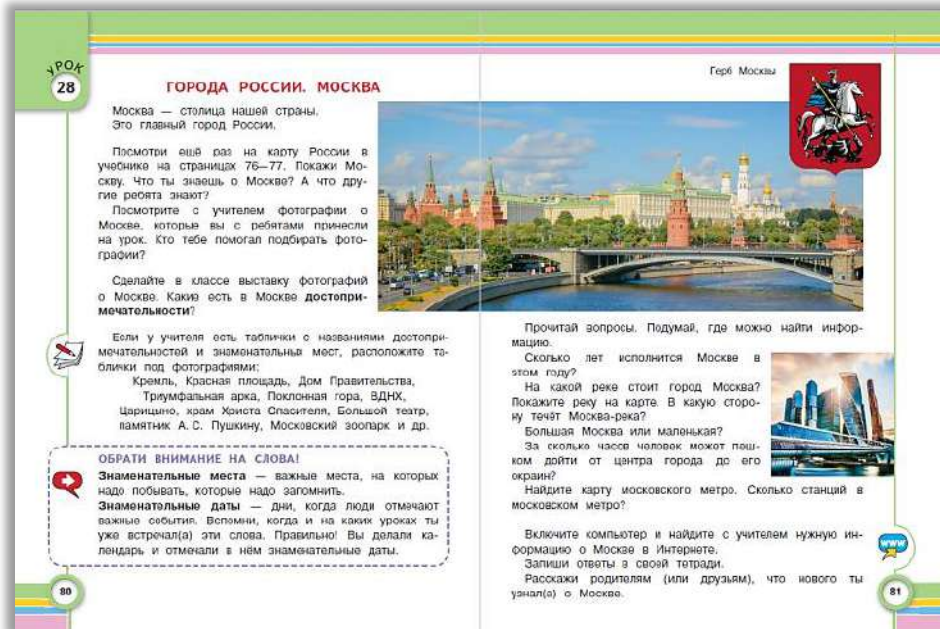 УРОК
28
ГОРОДА РОССИИ. МОСКВА
Москва — столица нашей страны.
Это главный город России.
Посмотри ещё раз на карту России в
учебнике на страницах 76—77. Покажи Мо-
скву. Что ты знаешь о Москве? А что дру-
гие ребята знают?
Посмотрите с учителем фотографии о
Москве, которые вы с ребятами принесли
на урок. Кто тебе помогал подбирать фото-
графии?
Сделайте в классе выставку фотографий
о Москве. Какие есть в Москве достопри-
мечательности?
Если у учителя есть таблички с названиями достопри-
мечательностей и знаменательных мест, расположите та-
блички под фотографиями:
Кремль, Красная площадь, Дом Правительства,
Триумфальная арка, Поклонная гора, ВДНХ,
Царицыно, храм Христа Спасителя, Большой театр,
памятник А. С. Пушкину, Московский зоопарк и др.
ОБРАТИ ВНИМАНИЕ НА СЛОВА!
Знаменательные места — важные места, на которых
надо побывать, которые надо запомнить.
Знаменательные даты — дни, когда люди отмечают
важные события. Вспомни, когда и на каких уроках ты
уже встречал(а) эти слова. Правильно! Вы делали ка-
лендарь и отмечали в нём знаменательные даты.
80
Герб Москвы
Прочитай вопросы. Подумай, где можно найти инфор-
мацию.
Сколько лет исполнится Москве в
этом году?
На какой реке стоит город Москва?
Покажите реку на карте. В какую сторо-
ну течёт Москва-река?
Большая Москва или маленькая?
За сколько часов человек может пеш-
ком дойти от центра города до его
окраин?
Найдите карту московского метро. Сколько станций в
московском метро?
Включите компьютер и найдите с учителем нужную ин-
формацию о Москве в Интернете.
Запиши ответы в своей тетради.
Расскажи родителям (или друзьям), что нового ты
узнал(а) о Москве.
www
81